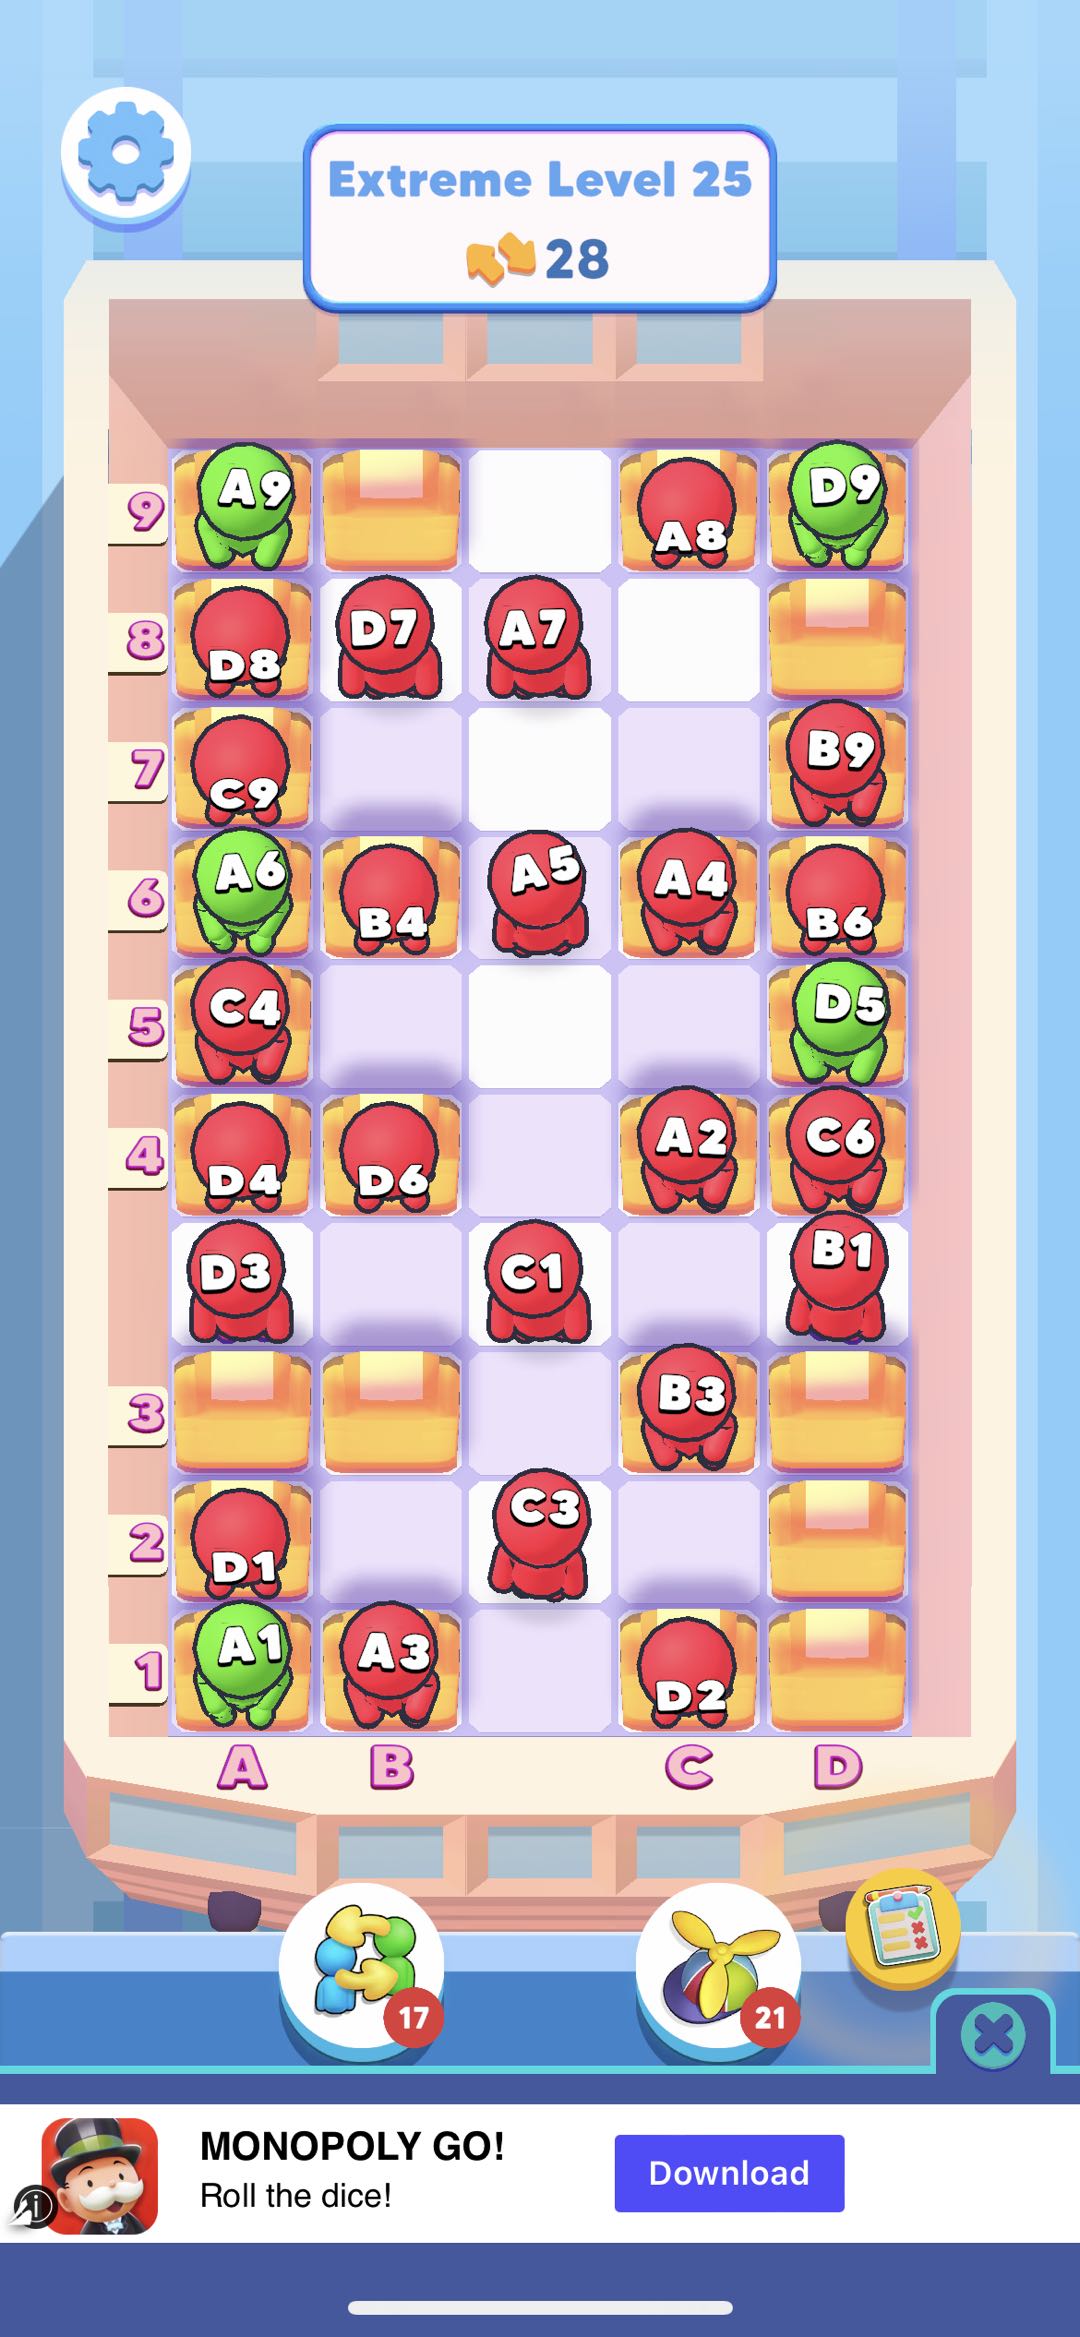 Extreme Level 25
28
9 A9 A8 D9
8 D8 D7 A7
7 C9 B9
6 A6 B4 A5 A4 B6
5 C4 D5
4 D4 D6 A2 C6
D3 C1 B1
3 B3
2 D1 C3
1 A1 A3 D2
A B C D
17 21
MONOPOLY GO!
Roll the dice!
Download